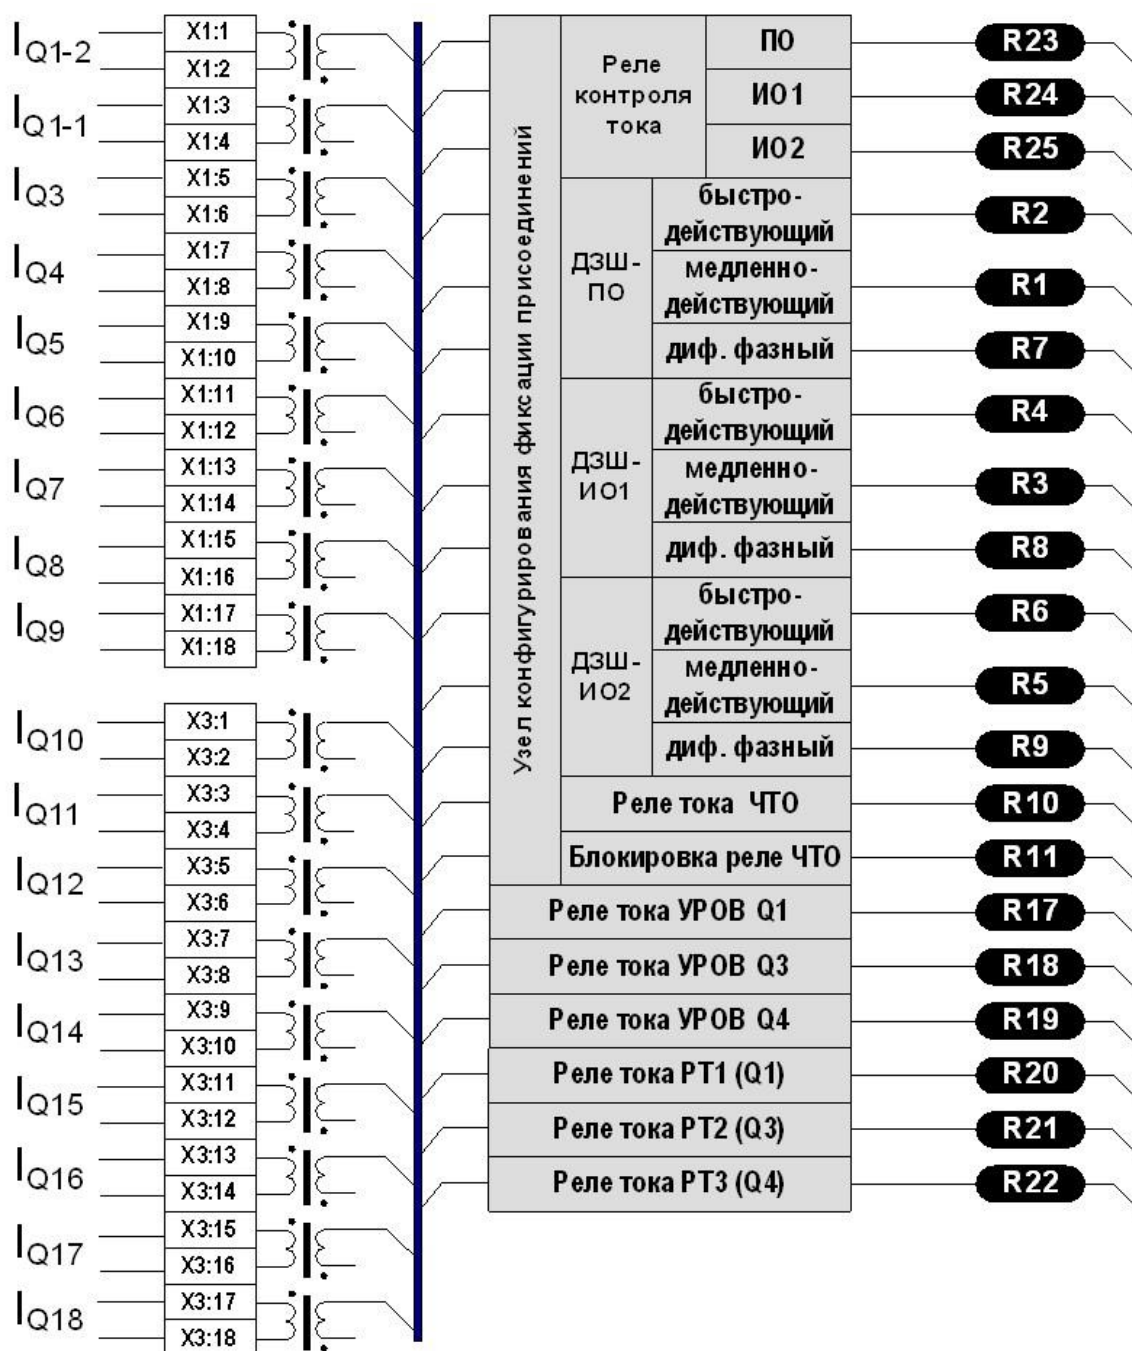 IQ1-2
X1:1
X1:2
IQ1-1
X1:3
X1:4
IQ3
X1:5
X1:6
IQ4
X1:7
X1:8
IQ5
X1:9
X1:10
IQ6
X1:11
X1:12
IQ7
X1:13
X1:14
IQ8
X1:15
X1:16
IQ9
X1:17
X1:18
IQ10
X3:1
X3:2
IQ11
X3:3
X3:4
IQ12
X3:5
X3:6
IQ13
X3:7
X3:8
IQ14
X3:9
X3:10
IQ15
X3:11
X3:12
IQ16
X3:13
X3:14
IQ17
X3:15
X3:16
IQ18
X3:17
X3:18
Узел конфигурирования фиксации присоединений
Реле
контроля
тока
ПО
R23
ИО1
R24
ИО2
R25
ДЗШ-
ПО
быстро-
действующий
R2
медленно-
действующий
R1
диф. фазный
R7
ДЗШ-
ИО1
быстро-
действующий
R4
медленно-
действующий
R3
диф. фазный
R8
ДЗШ-
ИО2
быстро-
действующий
R6
медленно-
действующий
R5
диф. фазный
R9
Реле тока ЧТО
R10
Блокировка реле ЧТО
R11
Реле тока УРОВ Q1
R17
Реле тока УРОВ Q3
R18
Реле тока УРОВ Q4
R19
Реле тока РТ1 (Q1)
R20
Реле тока РТ2 (Q3)
R21
Реле тока РТ3 (Q4)
R22